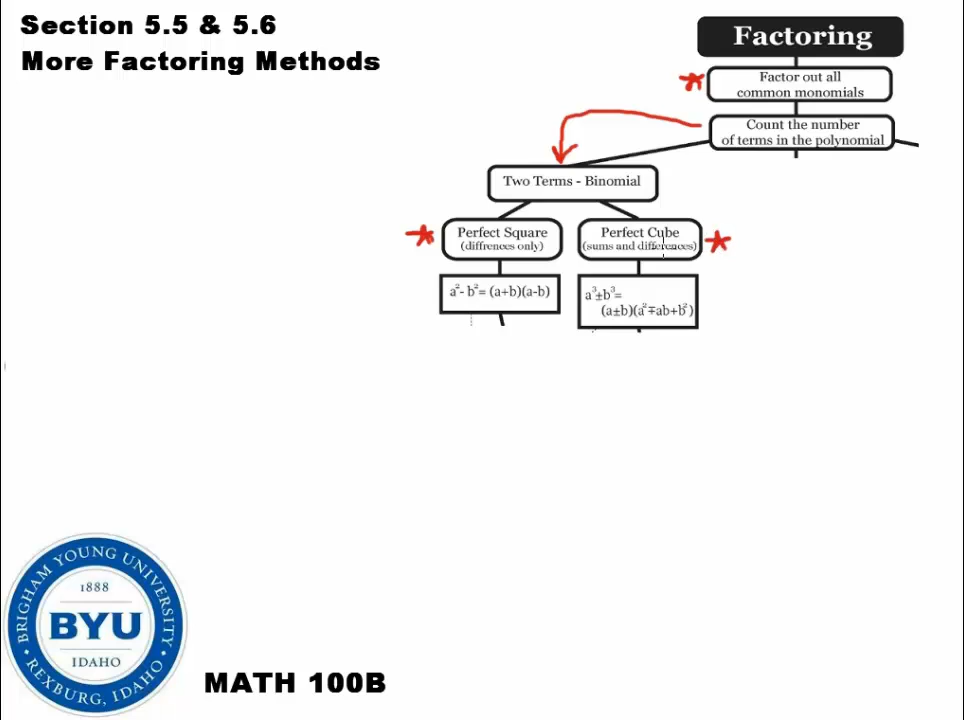 Section 5.5 & 5.6
More Factoring Methods
Factoring
Factor out all
common monomials
Count the number
of terms in the polynomial
Two Terms - Binomial
Perfect Square
(diffrences only)
Perfect Cube
(sums and differences)
a²- b²= (a+b)(a-b)
a³±b³=
(a±b)(a²∓ab+b²)
BRIGHAM YOUNG UNIVERSITY
1888
BYU
IDAHO
REXBURG, IDAHO
MATH 100B